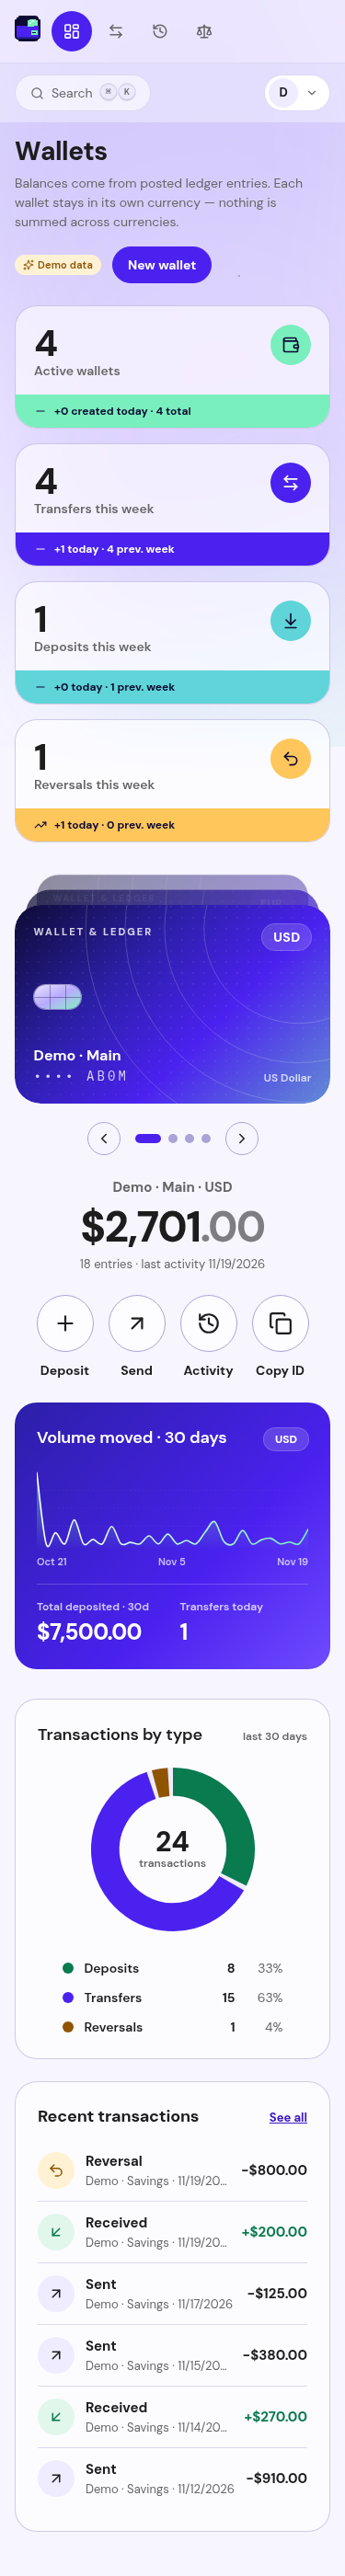 Search ⌘ K
D
Wallets
Balances come from posted ledger entries. Each
wallet stays in its own currency — nothing is
summed across currencies.
Demo data
New wallet
4
Active wallets
+0 created today · 4 total
4
Transfers this week
+1 today · 4 prev. week
1
Deposits this week
+0 today · 1 prev. week
1
Reversals this week
+1 today · 0 prev. week
WALLET & LEDGER
WALLET & LEDGER
USD
Demo · Main
•••• AB0M
US Dollar
Demo · Main · USD
$2,701.00
18 entries · last activity 11/19/2026
Deposit
Send
Activity
Copy ID
Volume moved · 30 days
USD
Oct 21
Nov 5
Nov 19
Total deposited · 30d
Transfers today
$7,500.00
1
Transactions by type
last 30 days
24
transactions
Deposits 8 33%
Transfers 15 63%
Reversals 1 4%
Recent transactions
See all
Reversal
Demo · Savings · 11/19/20…
-$800.00
Received
Demo · Savings · 11/19/20…
+$200.00
Sent
Demo · Savings · 11/17/2026
-$125.00
Sent
Demo · Savings · 11/15/20…
-$380.00
Received
Demo · Savings · 11/14/20…
+$270.00
Sent
Demo · Savings · 11/12/2026
-$910.00